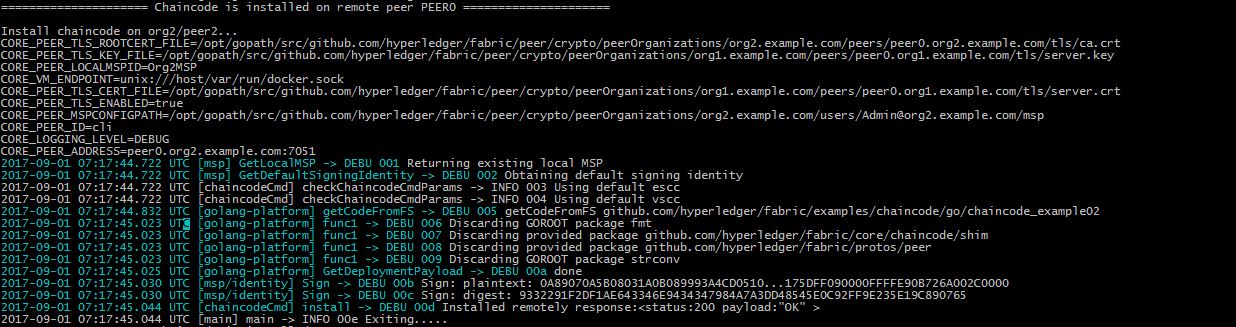 ===================== Chaincode is installed on remote peer PEER0 =====================
Install chaincode on org2/peer2...
CORE_PEER_TLS_ROOTCERT_FILE=/opt/gopath/src/github.com/hyperledger/fabric/peer/crypto/peerOrganizations/org2.example.com/peers/peer0.org2.example.com/tls/ca.crt
CORE_PEER_TLS_KEY_FILE=/opt/gopath/src/github.com/hyperledger/fabric/peer/crypto/peerOrganizations/org1.example.com/peers/peer0.org1.example.com/tls/server.key
CORE_PEER_LOCALMSPID=Org2MSP
CORE_VM_ENDPOINT=unix:///host/var/run/docker.sock
CORE_PEER_TLS_CERT_FILE=/opt/gopath/src/github.com/hyperledger/fabric/peer/crypto/peerOrganizations/org1.example.com/peers/peer0.org1.example.com/tls/server.crt
CORE_PEER_TLS_ENABLED=true
CORE_PEER_MSPCONFIGPATH=/opt/gopath/src/github.com/hyperledger/fabric/peer/crypto/peerOrganizations/org2.example.com/users/Admin@org2.example.com/msp
CORE_PEER_ID=cli
CORE_LOGGING_LEVEL=DEBUG
CORE_PEER_ADDRESS=peer0.org2.example.com:7051
2017-09-01 07:17:44.722 UTC [msp] GetLocalMSP -> DEBU 001 Returning existing local MSP
2017-09-01 07:17:44.722 UTC [msp] GetDefaultSigningIdentity -> DEBU 002 Obtaining default signing identity
2017-09-01 07:17:44.722 UTC [chaincodeCmd] checkChaincodeCmdParams -> INFO 003 Using default escc
2017-09-01 07:17:44.722 UTC [chaincodeCmd] checkChaincodeCmdParams -> INFO 004 Using default vscc
2017-09-01 07:17:44.832 UTC [golang-platform] getCodeFromFS -> DEBU 005 getCodeFromFS github.com/hyperledger/fabric/examples/chaincode/go/chaincode_example02
2017-09-01 07:17:45.023 UTC [golang-platform] func1 -> DEBU 006 Discarding GOROOT package fmt
2017-09-01 07:17:45.023 UTC [golang-platform] func1 -> DEBU 007 Discarding provided package github.com/hyperledger/fabric/core/chaincode/shim
2017-09-01 07:17:45.023 UTC [golang-platform] func1 -> DEBU 008 Discarding provided package github.com/hyperledger/fabric/protos/peer
2017-09-01 07:17:45.023 UTC [golang-platform] func1 -> DEBU 009 Discarding GOROOT package strconv
2017-09-01 07:17:45.025 UTC [golang-platform] GetDeploymentPayload -> DEBU 00a done
2017-09-01 07:17:45.030 UTC [msp/identity] Sign -> DEBU 00b Sign: plaintext: 0A89070A5B08031A0B089993A4CD0510...175DFF090000FFFFFE90B726A002C0000
2017-09-01 07:17:45.030 UTC [msp/identity] Sign -> DEBU 00c Sign: digest: 9332291F2DF1AE643346E9434347984A7A3DD48545E0C92FF9E235E19C890765
2017-09-01 07:17:45.044 UTC [chaincodeCmd] install -> DEBU 00d Installed remotely response:<status:200 payload:"OK" >
2017-09-01 07:17:45.044 UTC [main] main -> INFO 00e Exiting.....